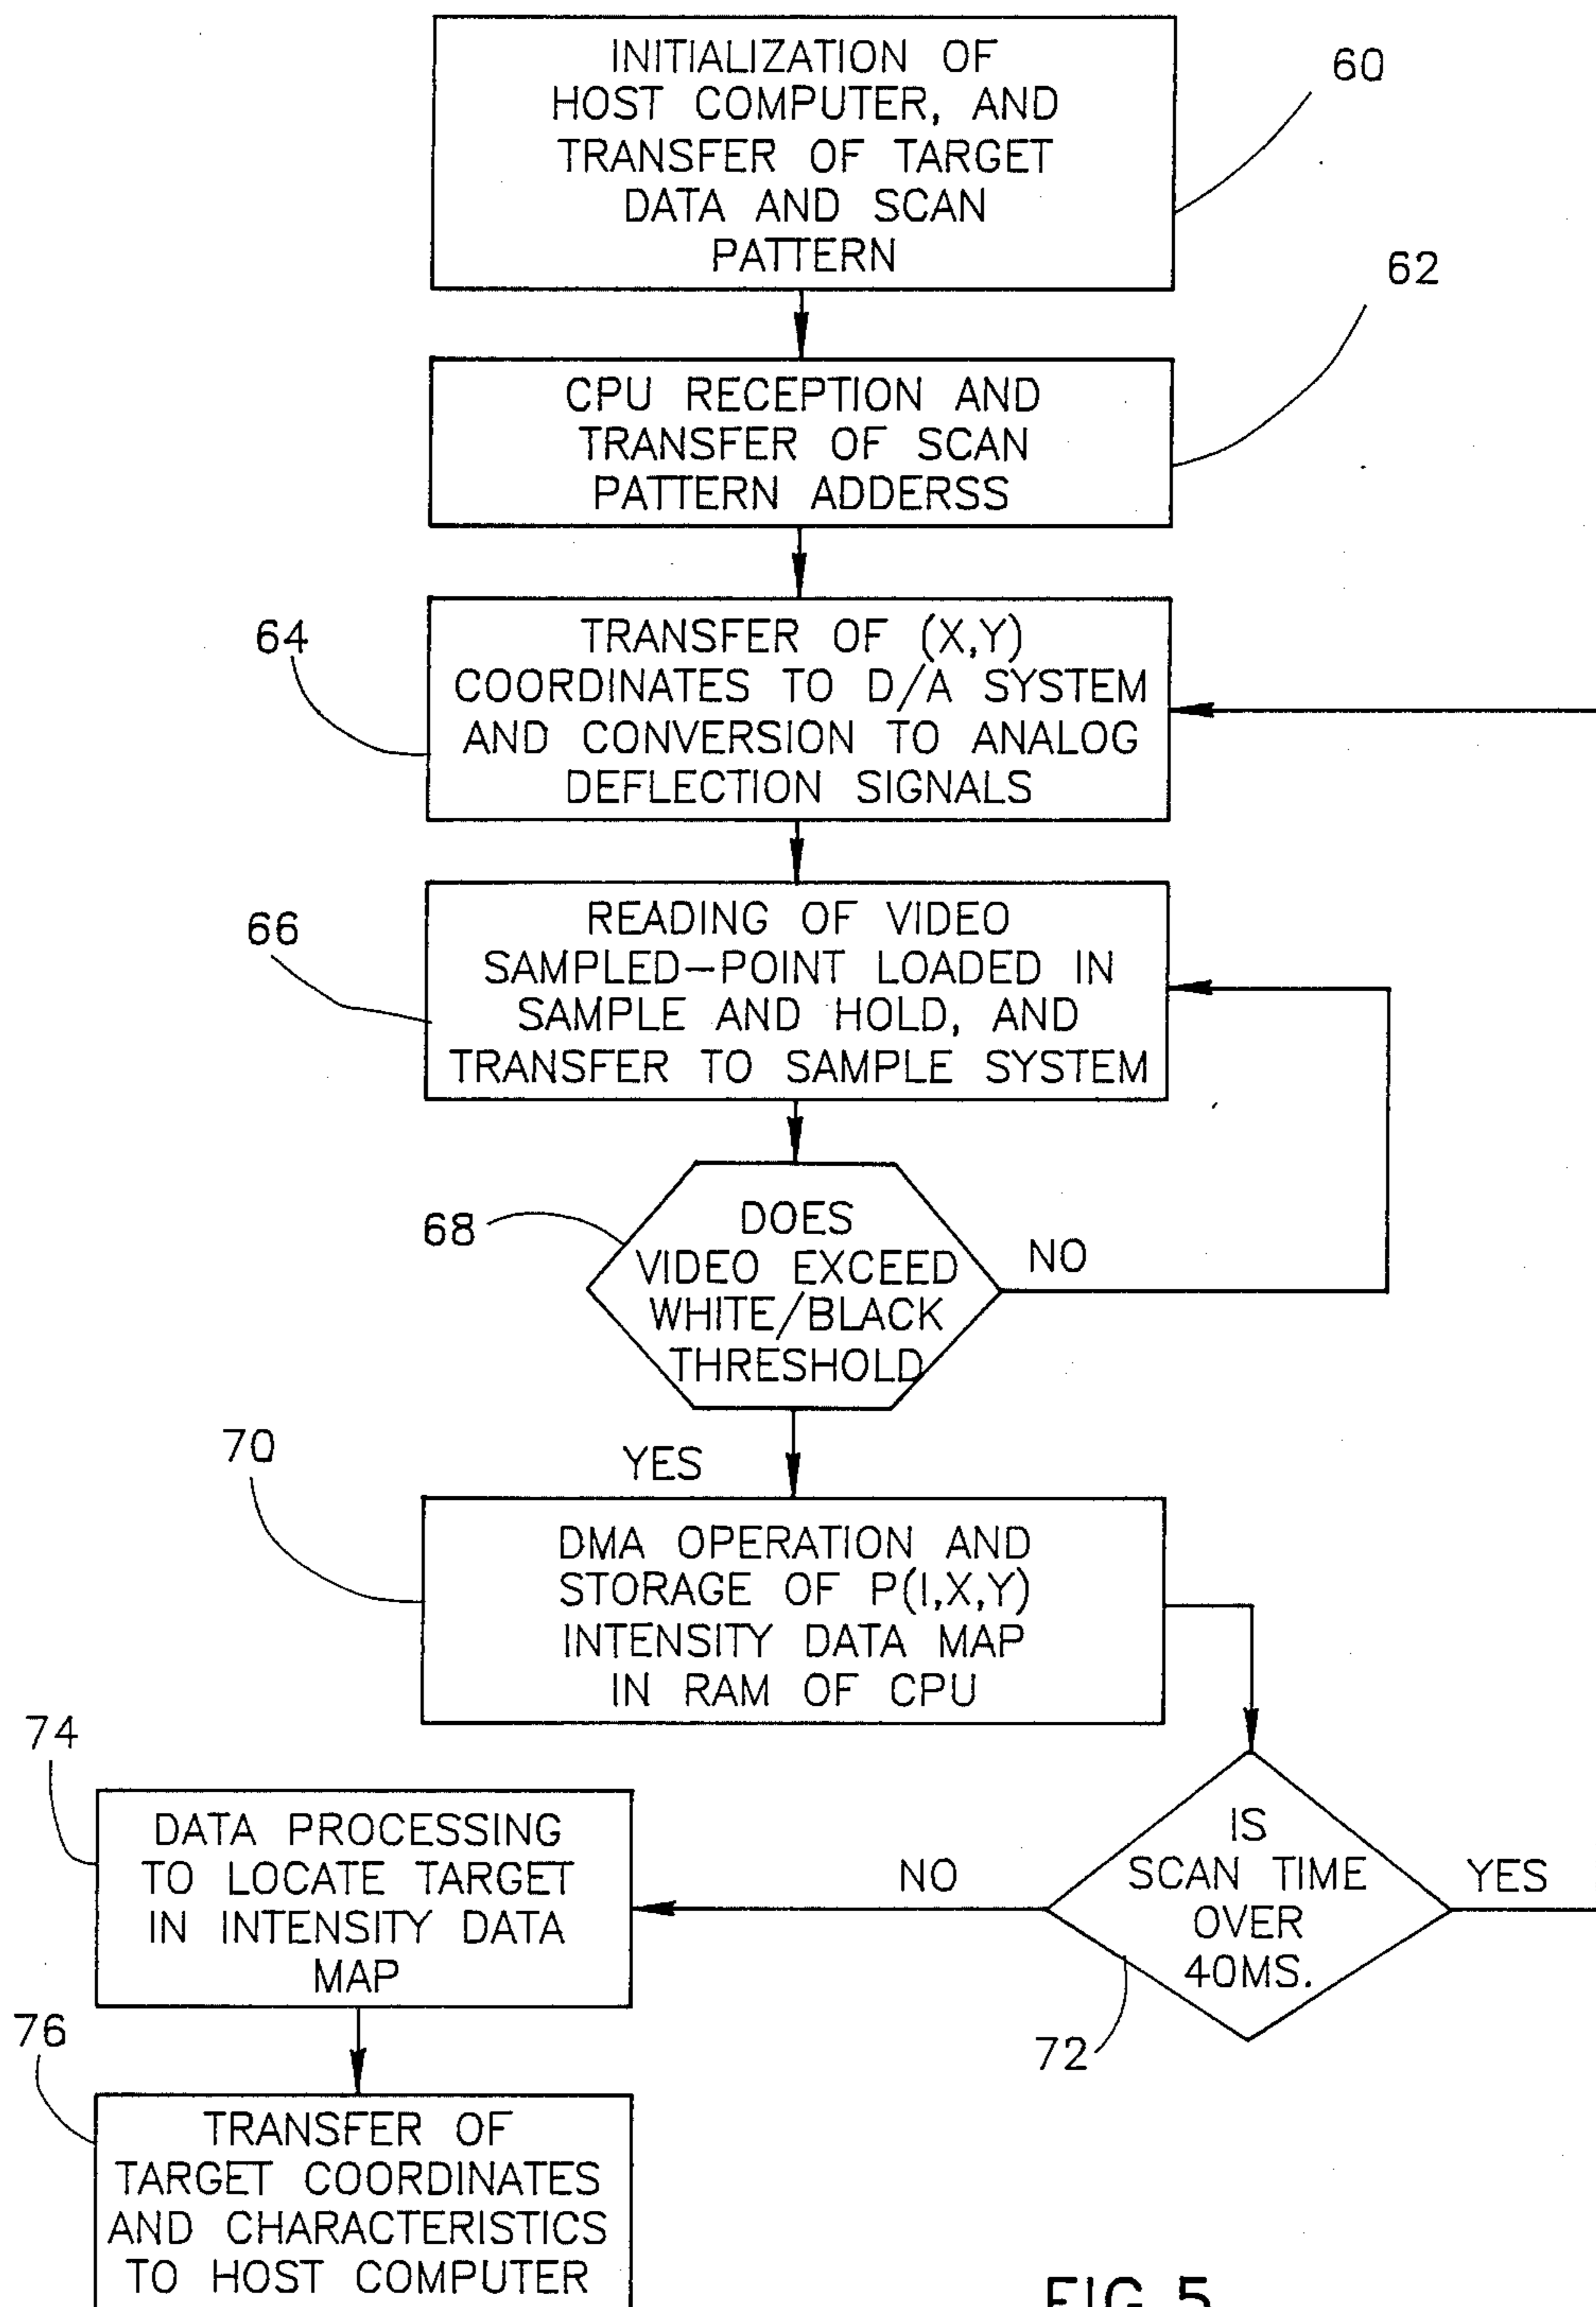 INITIALIZATION OF
HOST COMPUTER, AND
TRANSFER OF TARGET
DATA AND SCAN
PATTERN
60
CPU RECEPTION AND
TRANSFER OF SCAN
PATTERN ADDERSS
62
TRANSFER OF (X,Y)
COORDINATES TO D/A SYSTEM
AND CONVERSION TO ANALOG
DEFLECTION SIGNALS
64
READING OF VIDEO
SAMPLED-POINT LOADED IN
SAMPLE AND HOLD, AND
TRANSFER TO SAMPLE SYSTEM
66
DOES
VIDEO EXCEED
WHITE/BLACK
THRESHOLD
68
NO
YES
DMA OPERATION AND
STORAGE OF P(I,X,Y)
INTENSITY DATA MAP
IN RAM OF CPU
70
IS
SCAN TIME
OVER
40MS.
72
YES
NO
DATA PROCESSING
TO LOCATE TARGET
IN INTENSITY DATA
MAP
74
TRANSFER OF
TARGET COORDINATES
AND CHARACTERISTICS
TO HOST COMPUTER
76
FIG.5